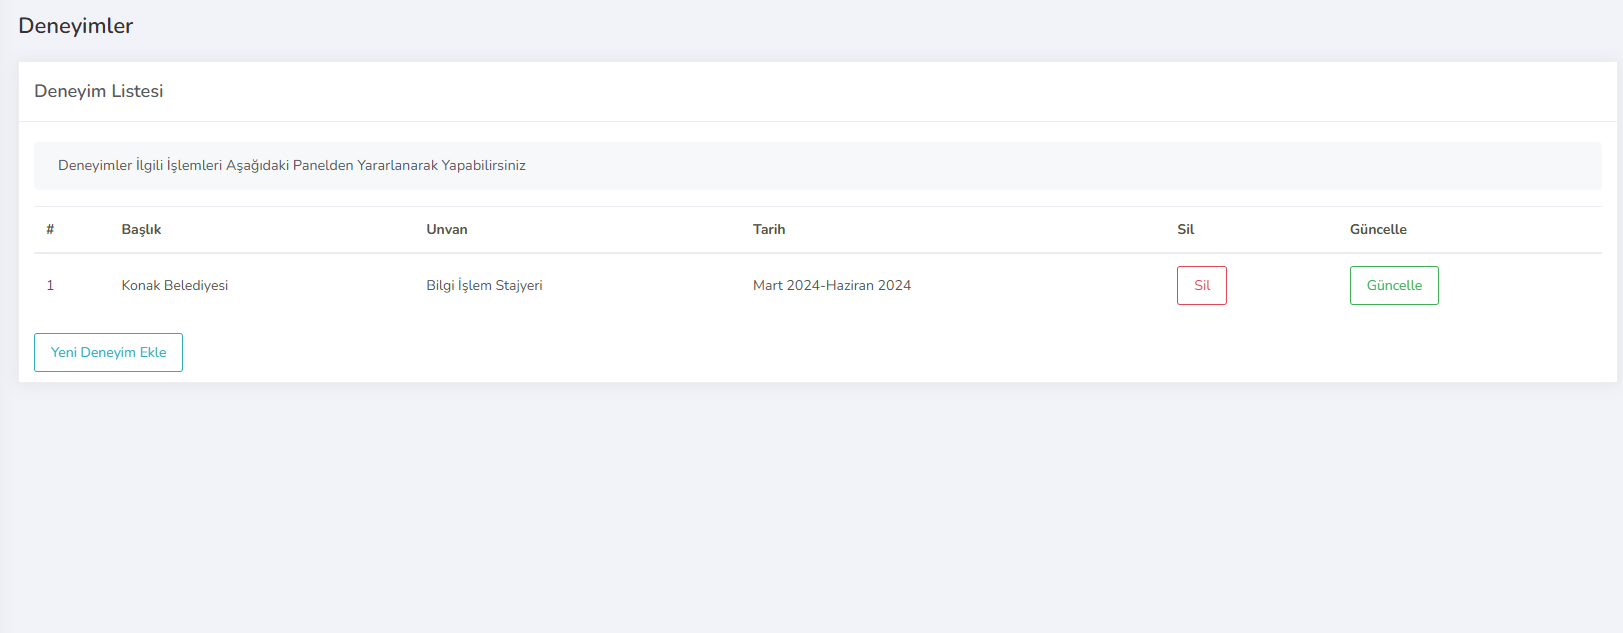 Deneyimler
Deneyim Listesi
Deneyimler İlgili İşlemleri Aşağıdaki Panelden Yararlanarak Yapabilirsiniz
# Başlık Unvan Tarih Sil Güncelle
1 Konak Belediyesi Bilgi İşlem Stajyeri Mart 2024-Haziran 2024 Sil Güncelle
Yeni Deneyim Ekle